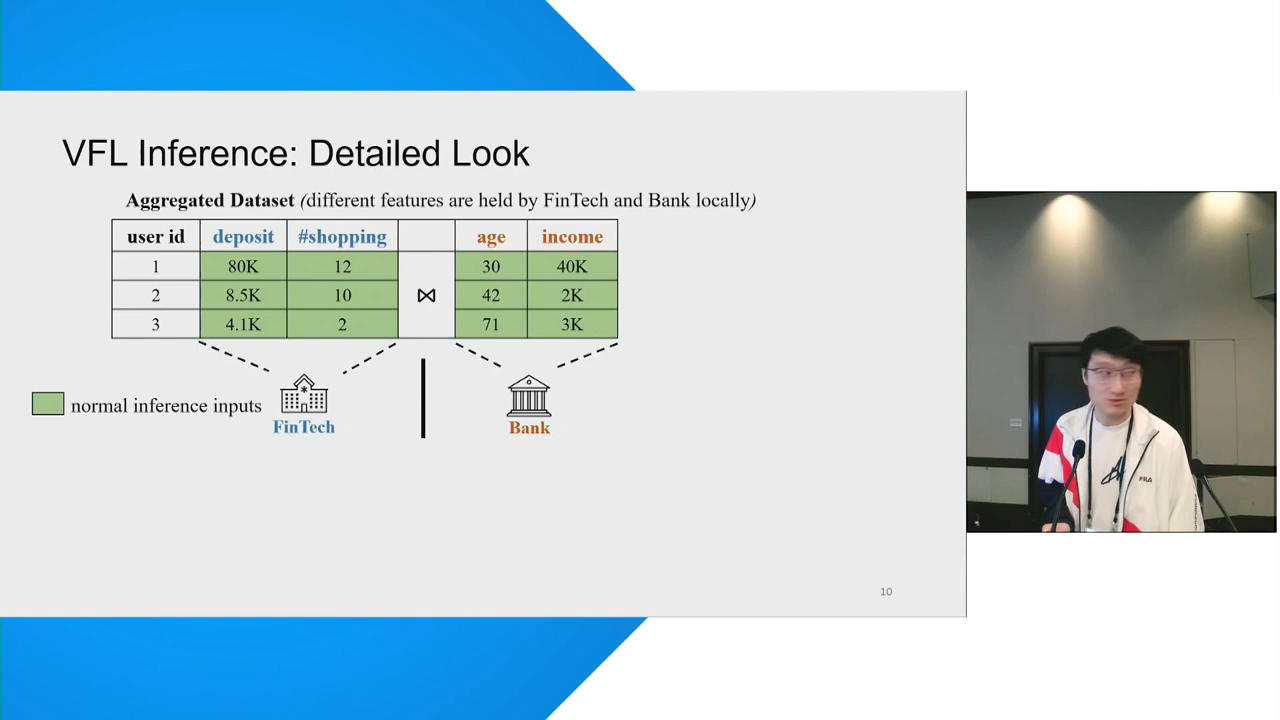 VFL Inference: Detailed Look
Aggregated Dataset (different features are held by FinTech and Bank locally)
user id deposit #shopping age income
1 80K 12 30 40K
2 8.5K 10 ⋈ 42 2K
3 4.1K 2 71 3K
normal inference inputs
FinTech
Bank
10
FILA